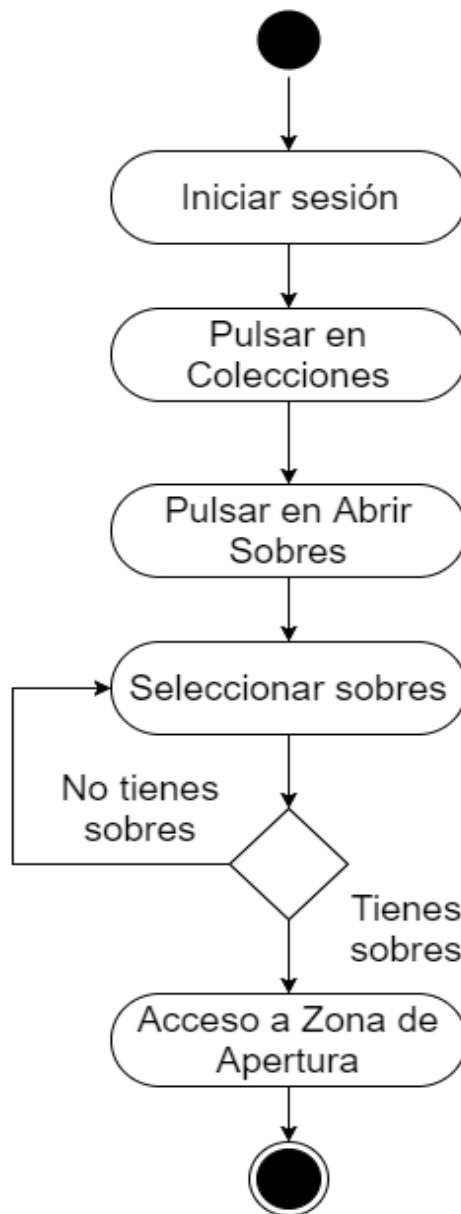 Iniciar sesión
Pulsar en
Colecciones
Pulsar en Abrir
Sobres
Seleccionar sobres
No tienes
sobres
Tienes
sobres
Acceso a Zona de
Apertura